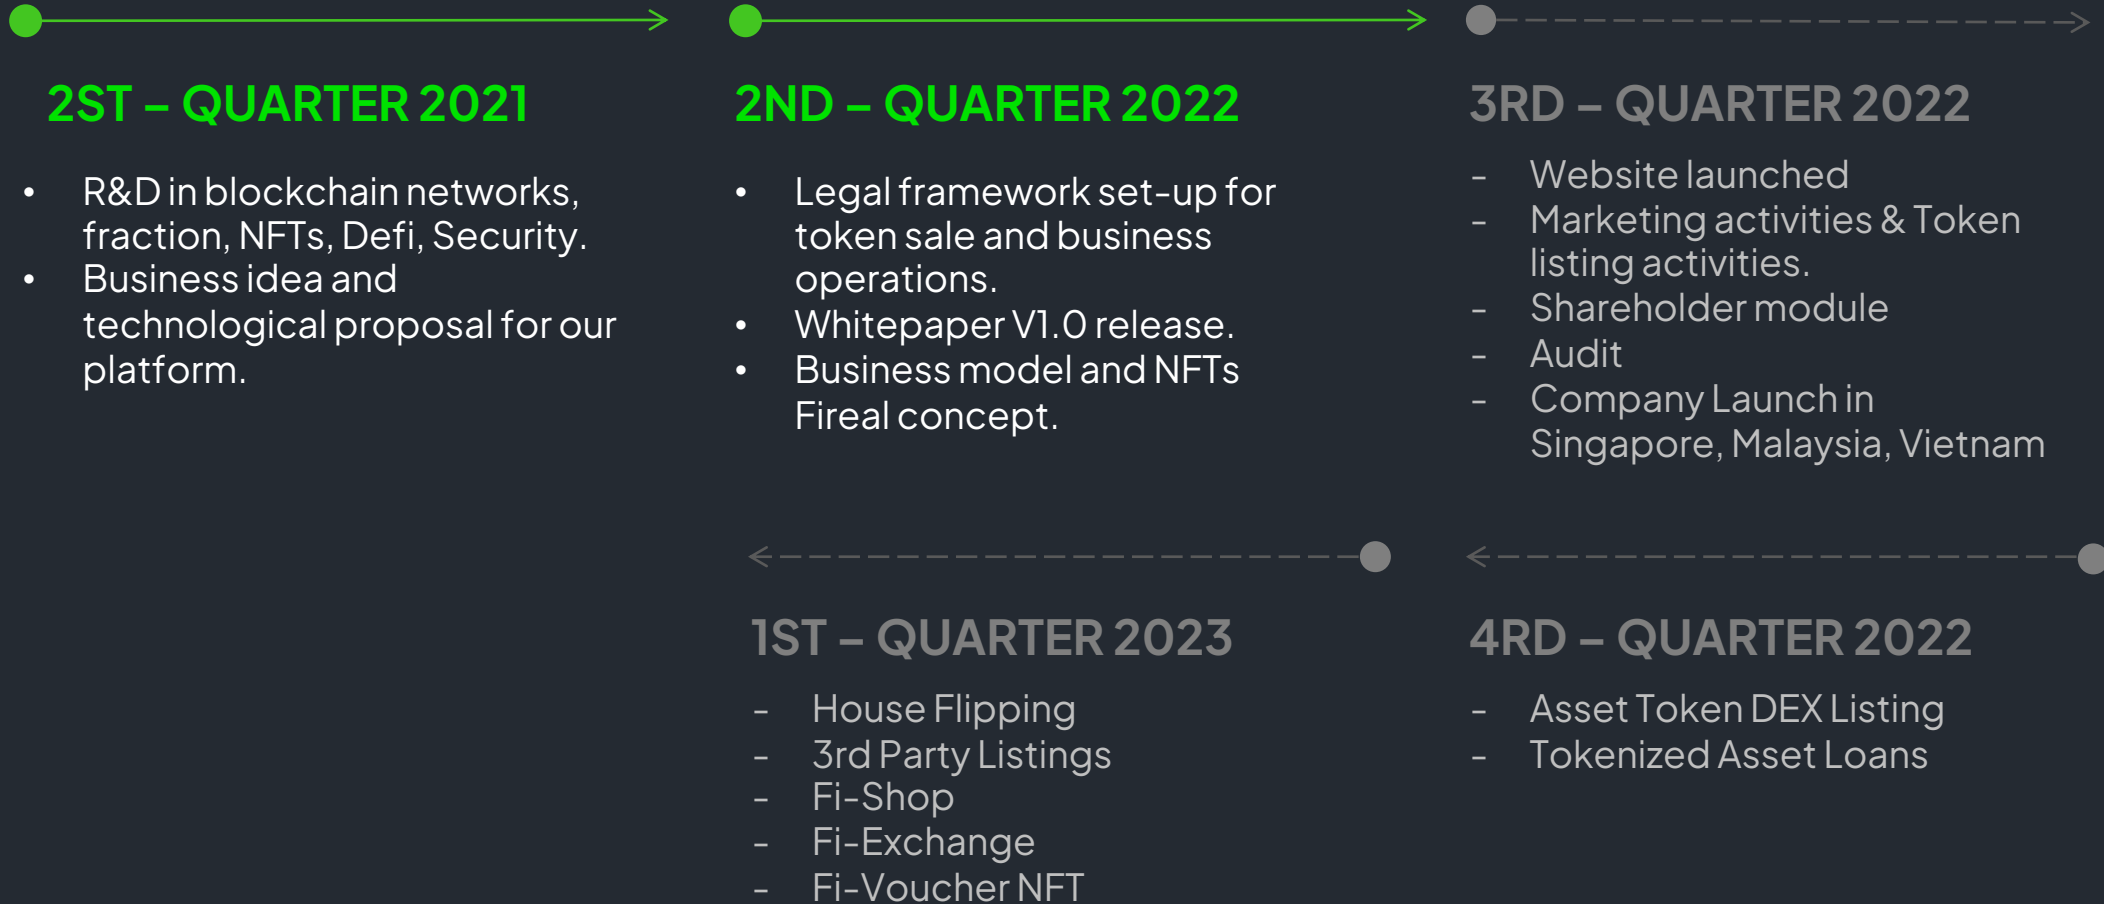 2ST – QUARTER 2021
• R&D in blockchain networks,
fraction, NFTs, Defi, Security.
• Business idea and
technological proposal for our
platform.
2ND – QUARTER 2022
• Legal framework set-up for
token sale and business
operations.
• Whitepaper V1.0 release.
• Business model and NFTs
Fireal concept.
3RD – QUARTER 2022
- Website launched
- Marketing activities & Token
listing activities.
- Shareholder module
- Audit
- Company Launch in
Singapore, Malaysia, Vietnam
4RD – QUARTER 2022
- Asset Token DEX Listing
- Tokenized Asset Loans
1ST – QUARTER 2023
- House Flipping
- 3rd Party Listings
- Fi-Shop
- Fi-Exchange
- Fi-Voucher NFT